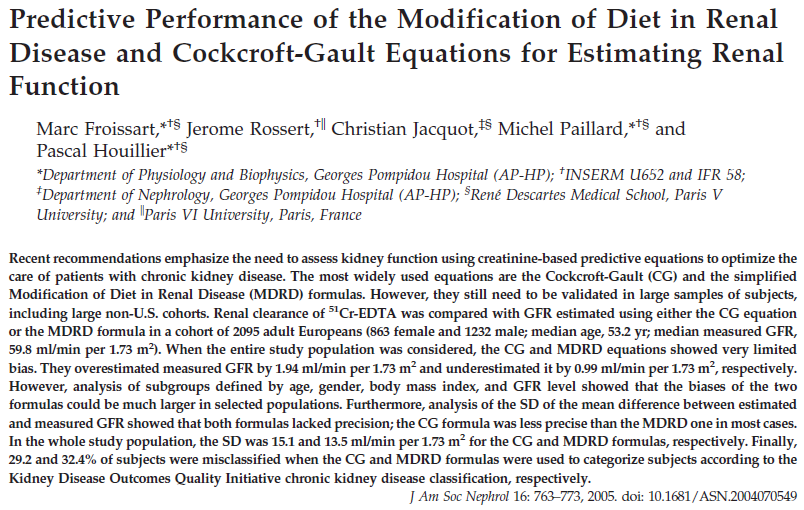 Predictive Performance of the Modification of Diet in Renal
Disease and Cockcroft-Gault Equations for Estimating Renal
Function
Marc Froissart,*†§ Jerome Rossert,†∥ Christian Jacquot,‡§ Michel Paillard,*†§ and
Pascal Houillier*†§
*Department of Physiology and Biophysics, Georges Pompidou Hospital (AP-HP); †INSERM U652 and IFR 58;
‡Department of Nephrology, Georges Pompidou Hospital (AP-HP); §René Descartes Medical School, Paris V
University; and ∥Paris VI University, Paris, France
Recent recommendations emphasize the need to assess kidney function using creatinine-based predictive equations to optimize the
care of patients with chronic kidney disease. The most widely used equations are the Cockcroft-Gault (CG) and the simplified
Modification of Diet in Renal Disease (MDRD) formulas. However, they still need to be validated in large samples of subjects,
including large non-U.S. cohorts. Renal clearance of ⁵¹Cr-EDTA was compared with GFR estimated using either the CG equation
or the MDRD formula in a cohort of 2095 adult Europeans (863 female and 1232 male; median age, 53.2 yr; median measured GFR,
59.8 ml/min per 1.73 m²). When the entire study population was considered, the CG and MDRD equations showed very limited
bias. They overestimated measured GFR by 1.94 ml/min per 1.73 m² and underestimated it by 0.99 ml/min per 1.73 m², respectively.
However, analysis of subgroups defined by age, gender, body mass index, and GFR level showed that the biases of the two
formulas could be much larger in selected populations. Furthermore, analysis of the SD of the mean difference between estimated
and measured GFR showed that both formulas lacked precision; the CG formula was less precise than the MDRD one in most cases.
In the whole study population, the SD was 15.1 and 13.5 ml/min per 1.73 m² for the CG and MDRD formulas, respectively. Finally,
29.2 and 32.4% of subjects were misclassified when the CG and MDRD formulas were used to categorize subjects according to the
Kidney Disease Outcomes Quality Initiative chronic kidney disease classification, respectively.
J Am Soc Nephrol 16: 763–773, 2005. doi: 10.1681/ASN.2004070549